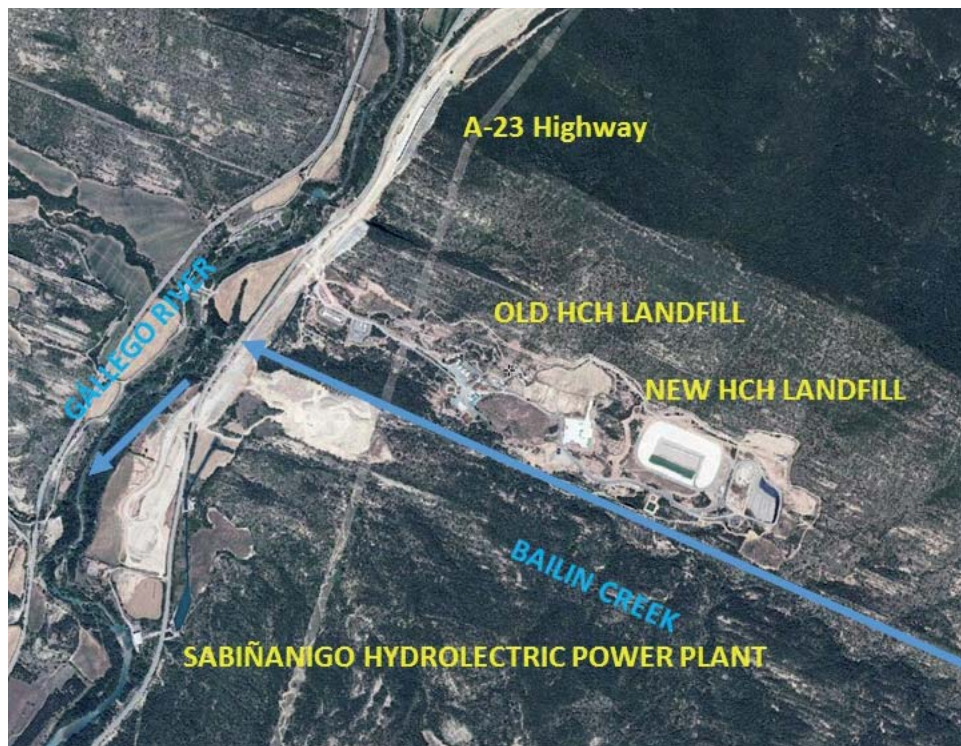 A-23 Highway
OLD HCH LANDFILL
GALLEGO RIVER
NEW HCH LANDFILL
BAILIN CREEK
SABIÑANIGO HYDROLECTRIC POWER PLANT